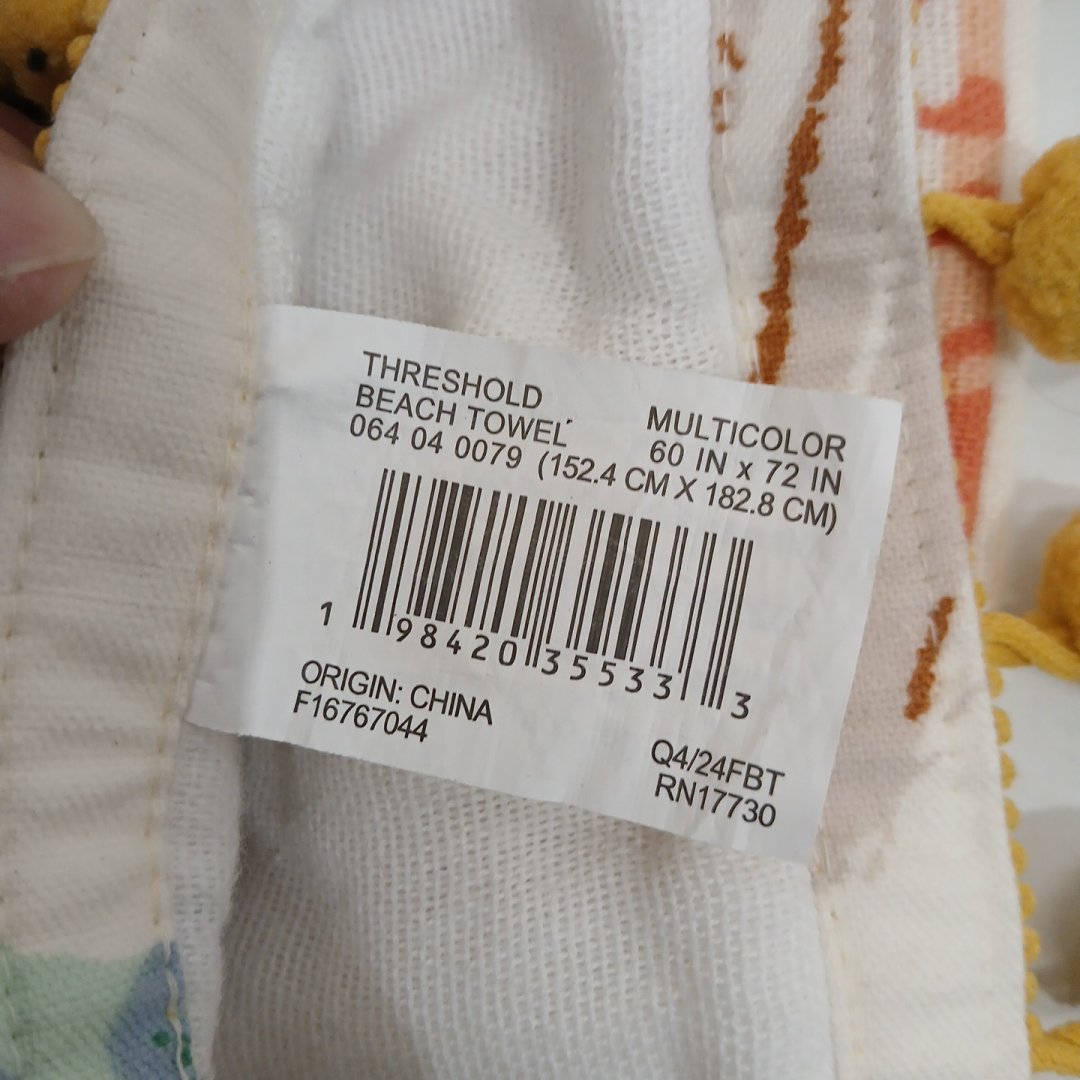 THRESHOLD
BEACH TOWEL MULTICOLOR
064 04 0079 60 IN x 72 IN
(152.4 CM X 182.8 CM)
1 98420 35533 3
ORIGIN: CHINA
F16767044
Q4/24FBT
RN17730